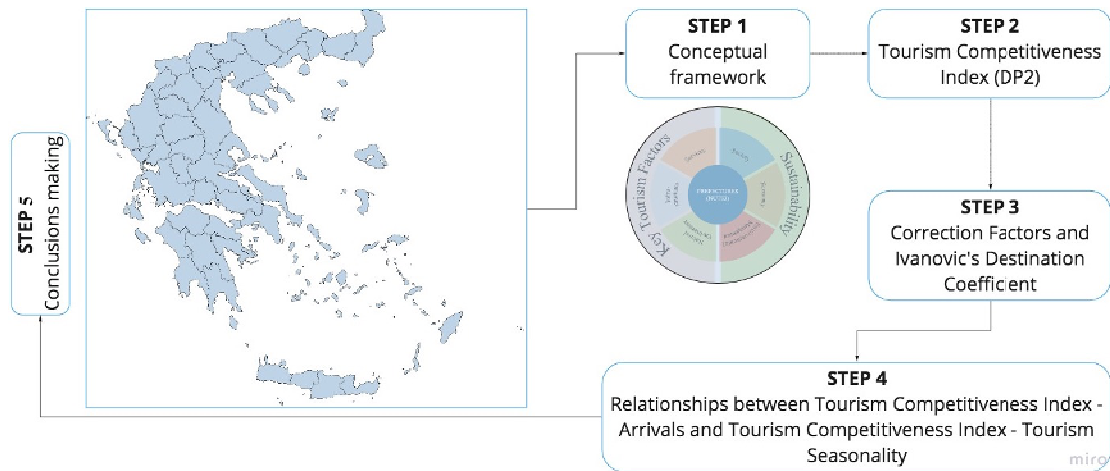 STEP 1
Conceptual
framework
STEP 2
Tourism Competitiveness
Index (DP2)
Key Tourism Factors
Sustainability
STEP 3
Correction Factors and
Ivanovic's Destination
Coefficient
STEP 4
Relationships between Tourism Competitiveness Index -
Arrivals and Tourism Competitiveness Index - Tourism
Seasonality
STEP 5
Conclusions making
miro